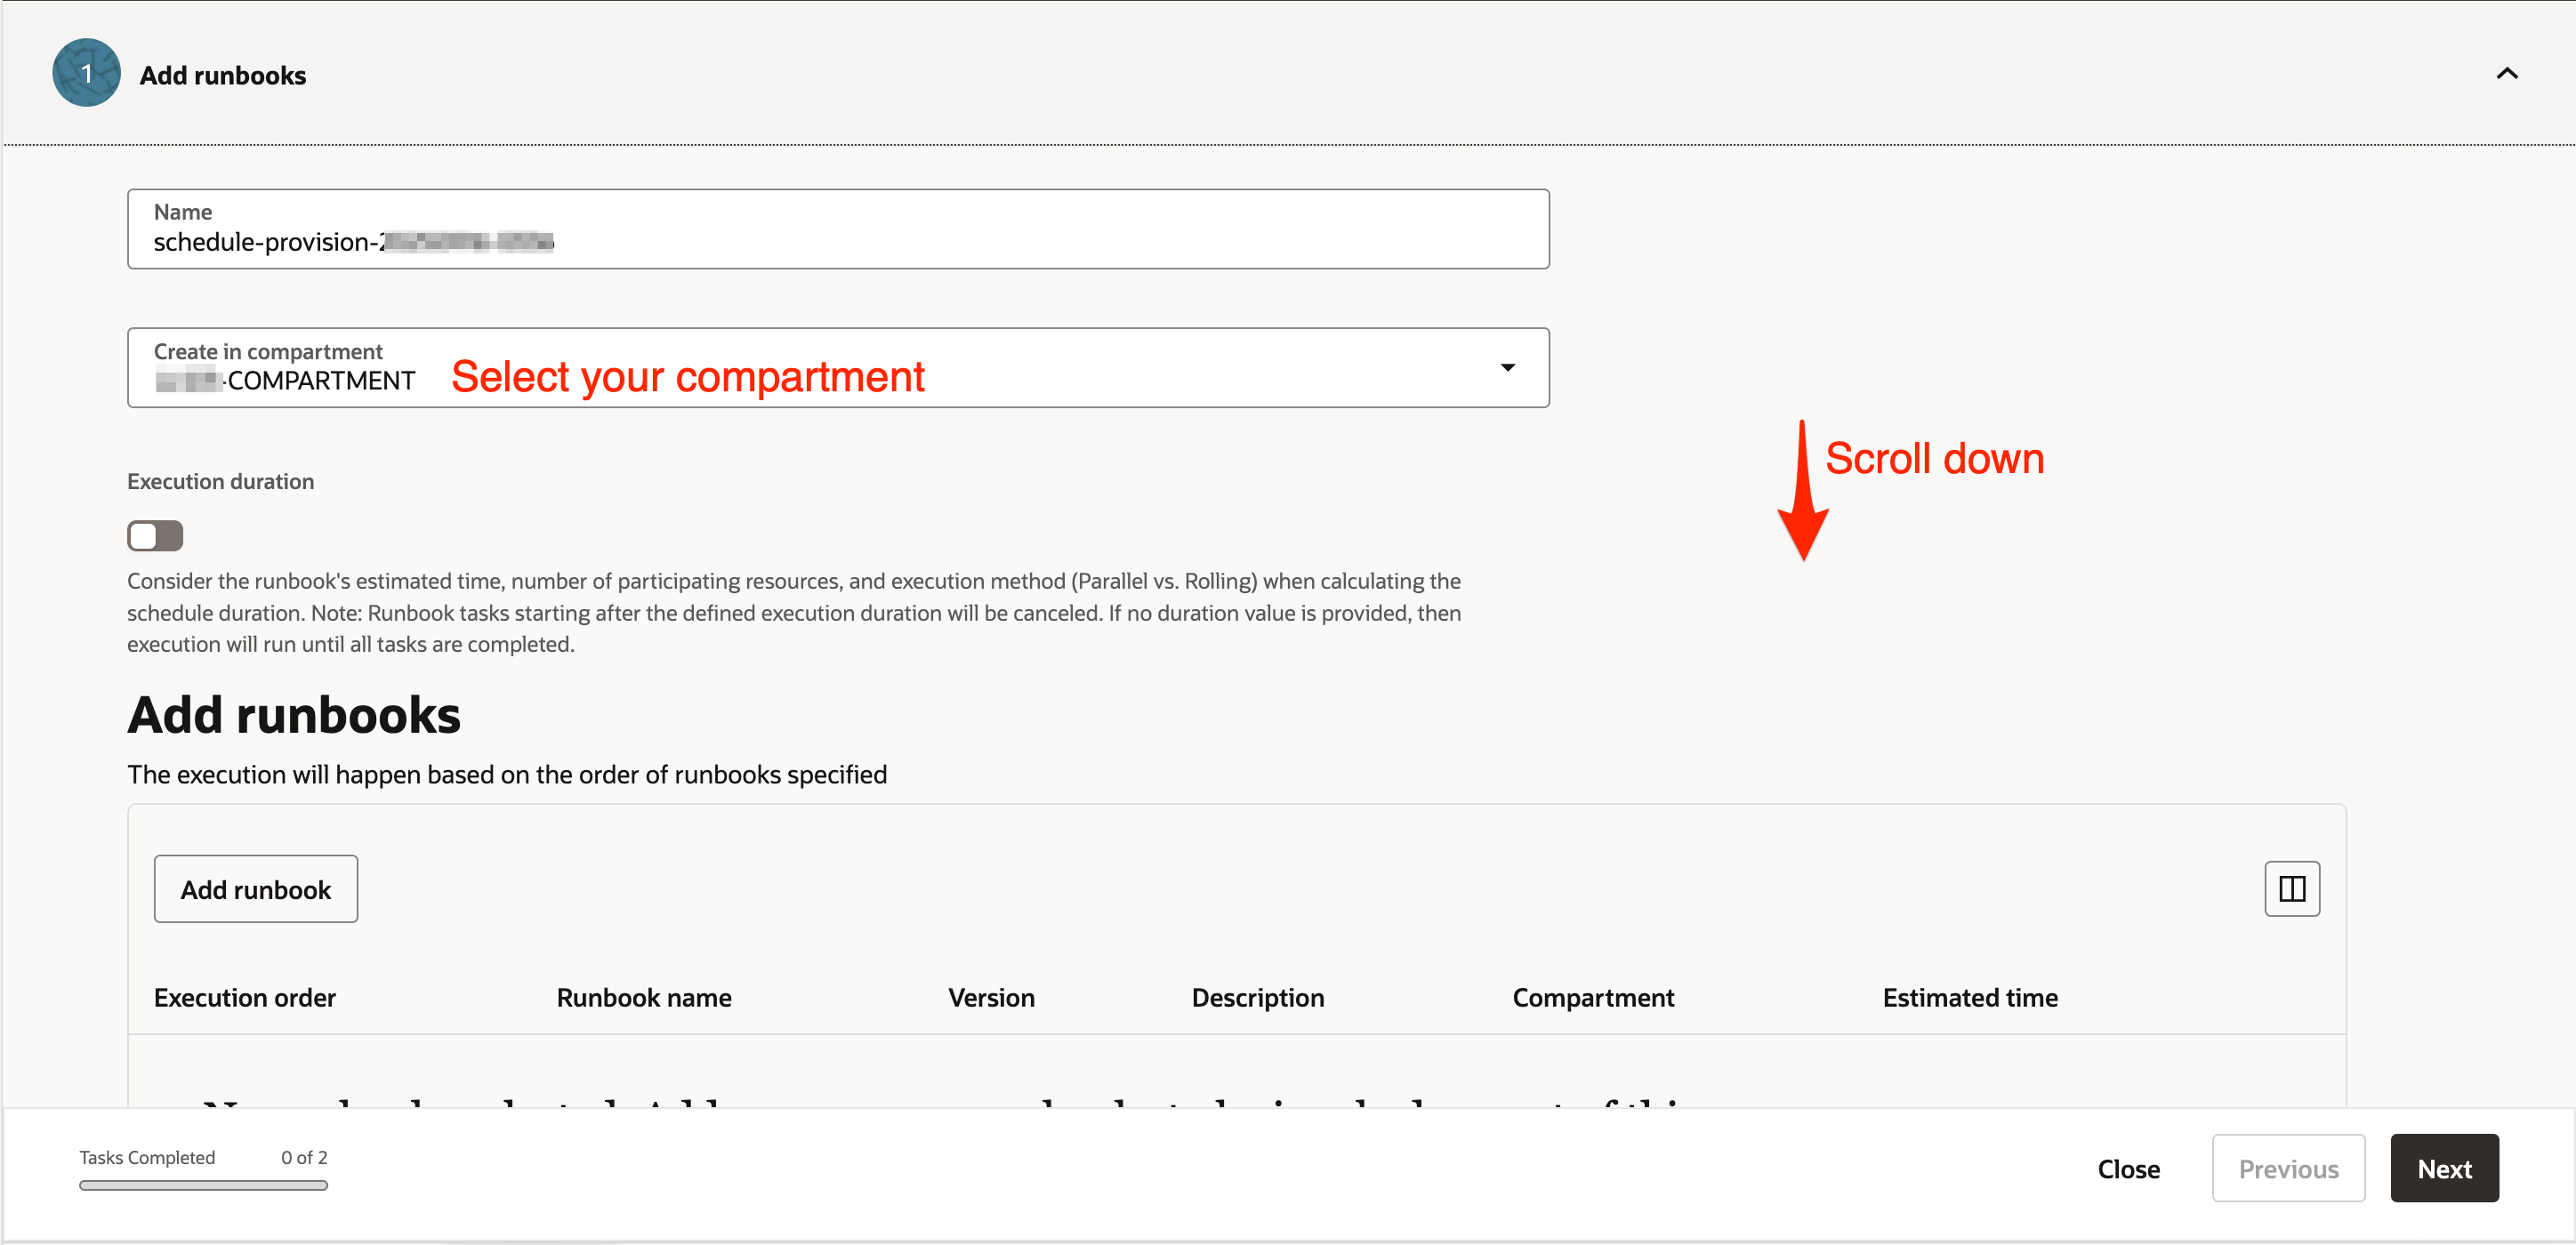 1 Add runbooks
Name
schedule-provision-
Create in compartment
-COMPARTMENT Select your compartment
Scroll down
Execution duration
Consider the runbook's estimated time, number of participating resources, and execution method (Parallel vs. Rolling) when calculating the
schedule duration. Note: Runbook tasks starting after the defined execution duration will be canceled. If no duration value is provided, then
execution will run until all tasks are completed.
Add runbooks
The execution will happen based on the order of runbooks specified
Add runbook
Execution order Runbook name Version Description Compartment Estimated time
Tasks Completed 0 of 2
Close Previous Next